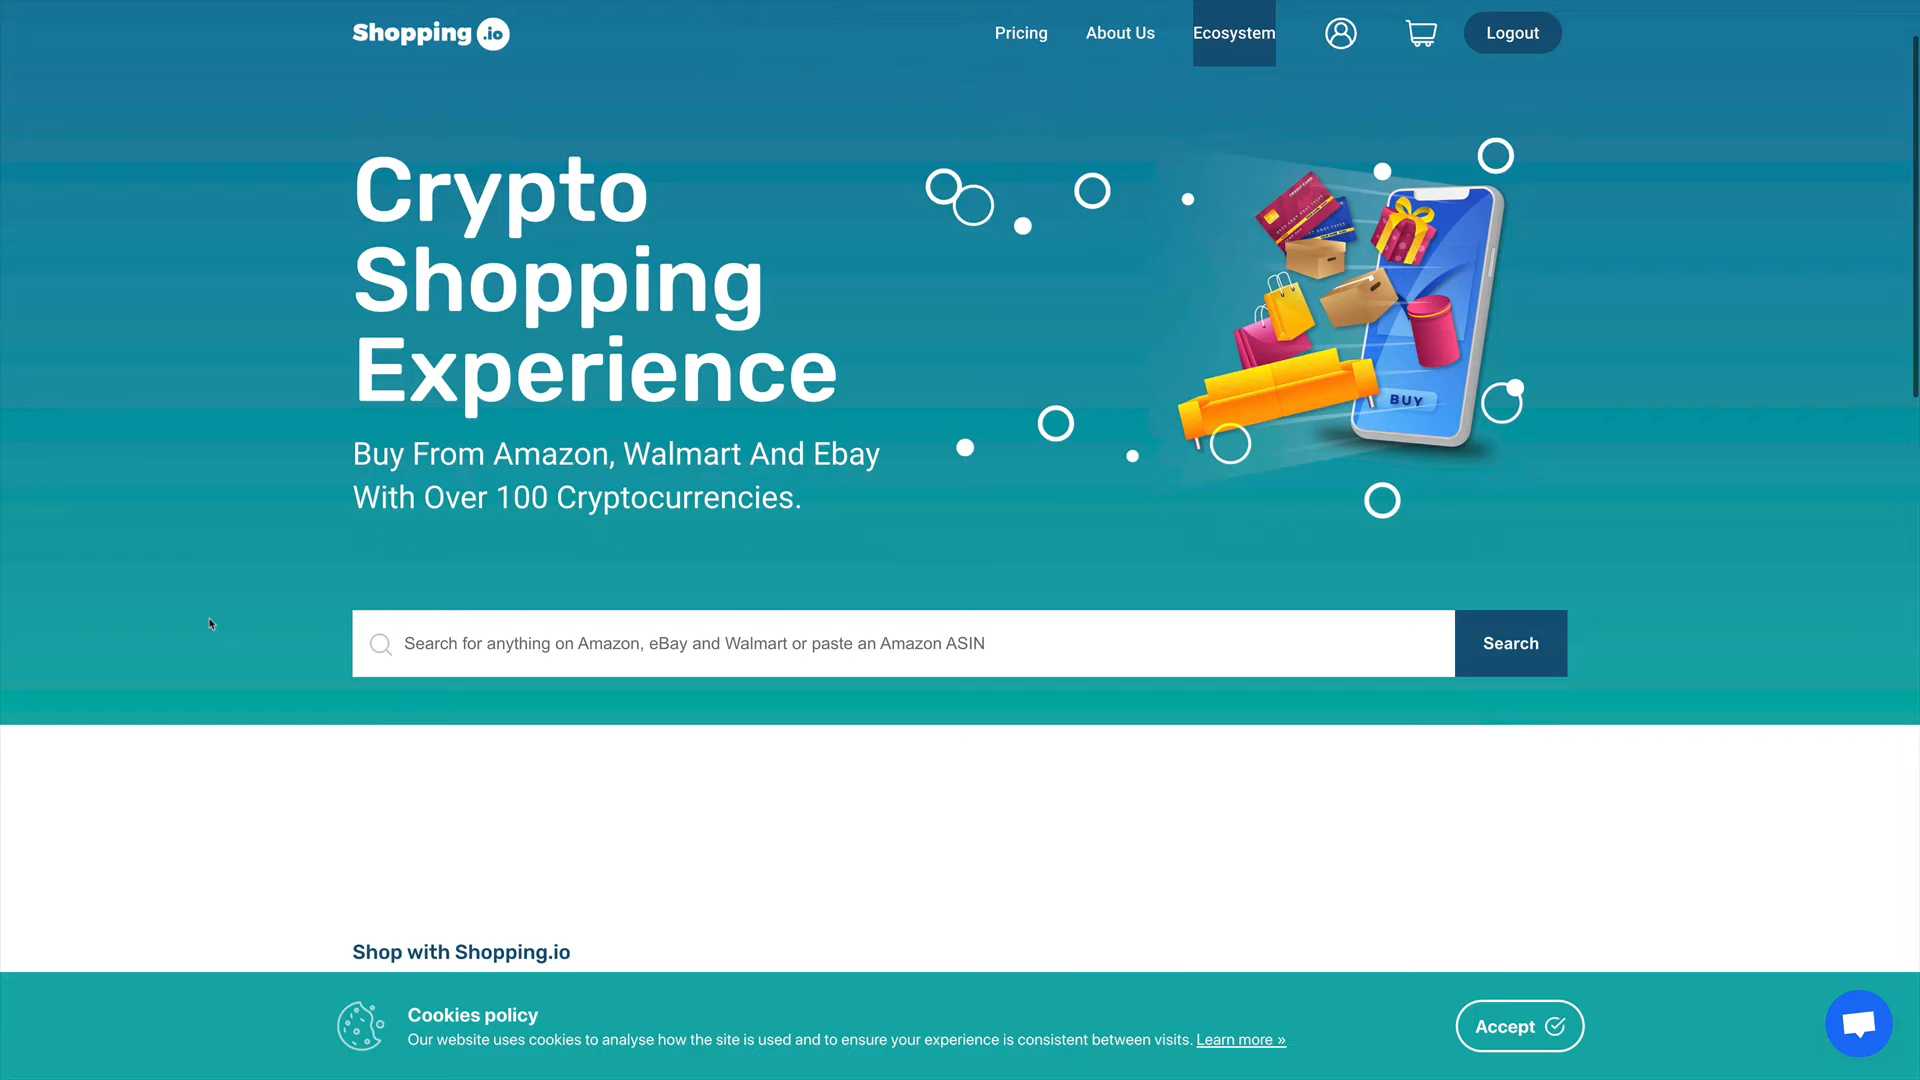 Shopping .io
Pricing
About Us
Ecosystem
Logout
Crypto
Shopping
Experience
Buy From Amazon, Walmart And Ebay
With Over 100 Cryptocurrencies.
BUY
Search for anything on Amazon, eBay and Walmart or paste an Amazon ASIN
Search
Shop with Shopping.io
Cookies policy
Our website uses cookies to analyse how the site is used and to ensure your experience is consistent between visits. Learn more »
Accept